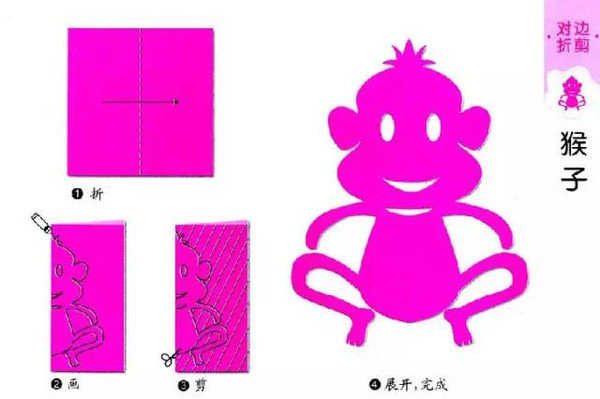 对边
折剪
猴子
❶ 折
❷ 画
❸ 剪
❹ 展开,完成